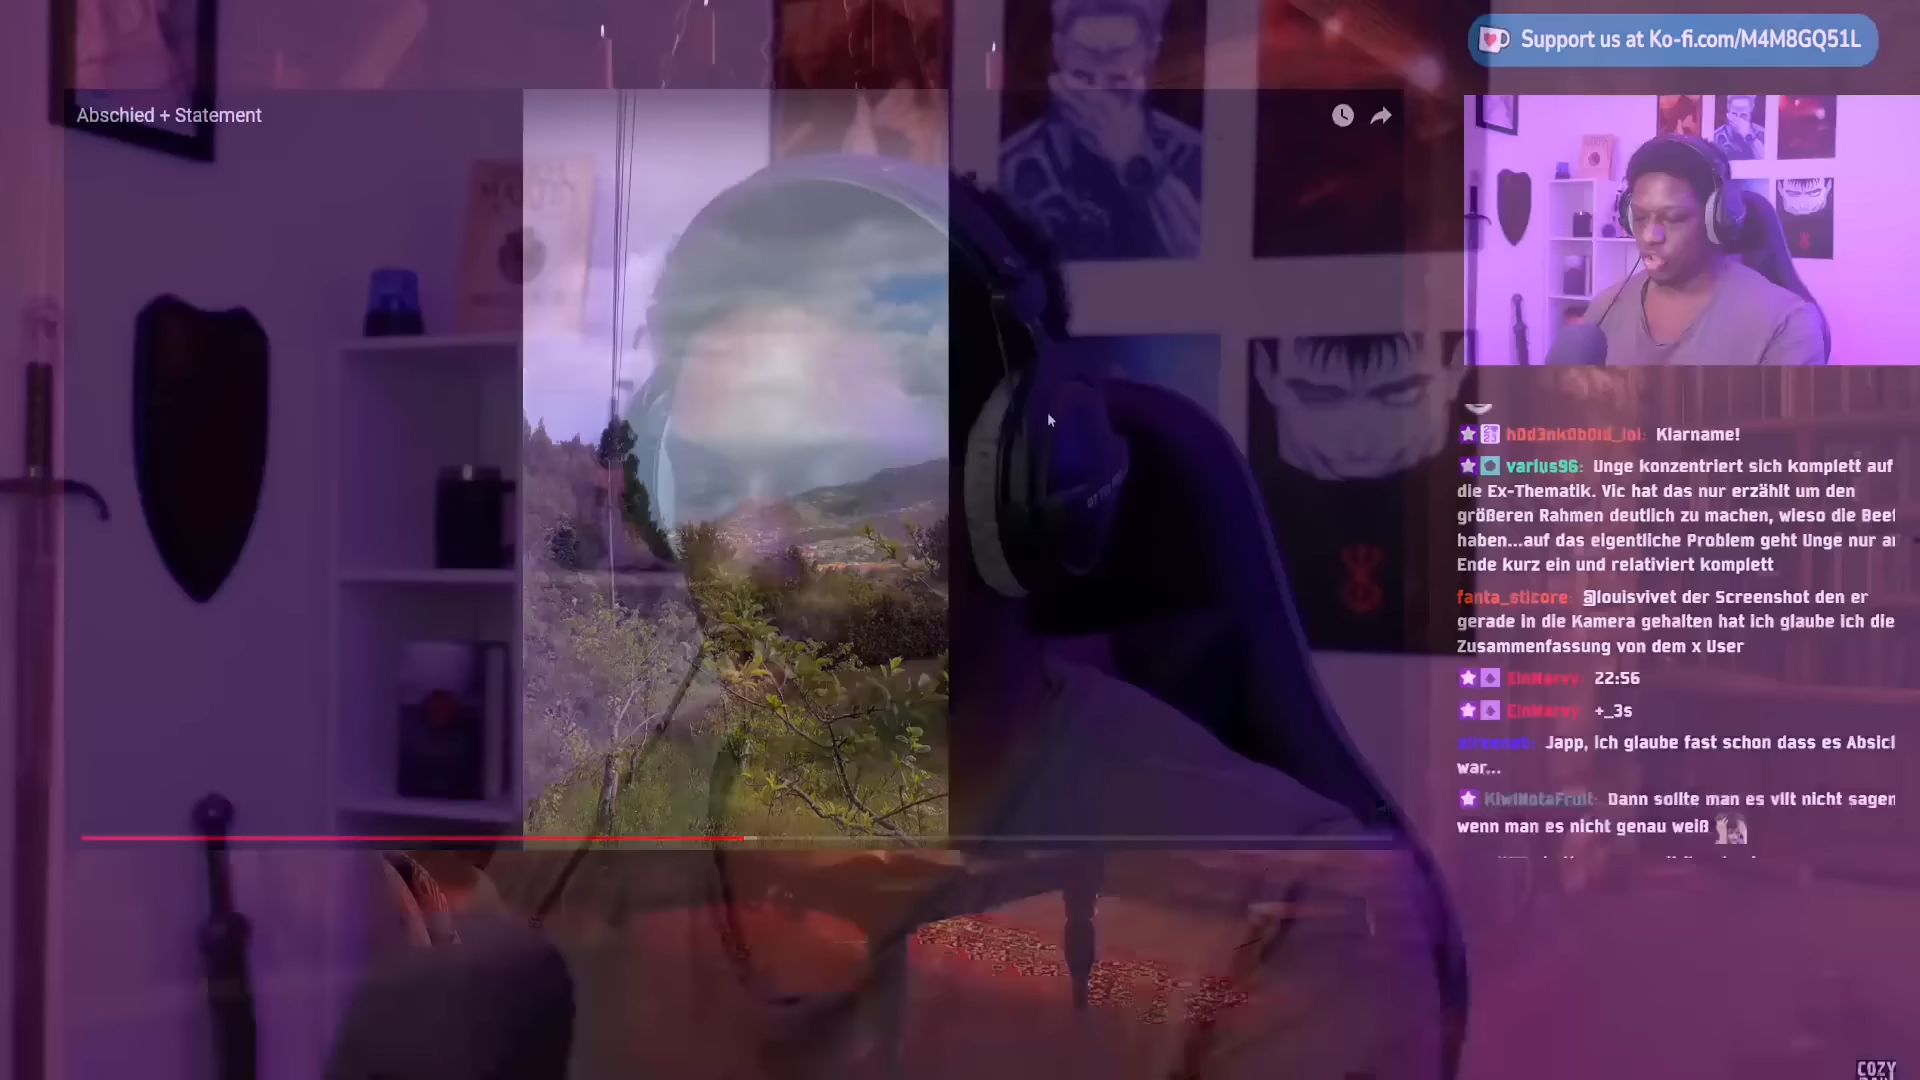 Support us at Ko-fi.com/M4M8GQ51L
Abschied + Statement
h0d3nk0b0ld_lol: Klarname!
varius96: Unge konzentriert sich komplett auf
die Ex-Thematik. Vic hat das nur erzählt um den
größeren Rahmen deutlich zu machen, wieso die Beef
haben...auf das eigentliche Problem geht Unge nur
Ende kurz ein und relativiert komplett
fanta_sticore: @louisvivet der Screenshot den er
gerade in die Kamera gehalten hat ich glaube ich die
Zusammenfassung von dem x User
EinMarvy: 22:56
EinMarvy: +_3s
Japp, ich glaube fast schon dass es
war...
KiwiNotaFruit: Dann sollte man es vllt nicht sagen
wenn man es nicht genau weiß
COZY